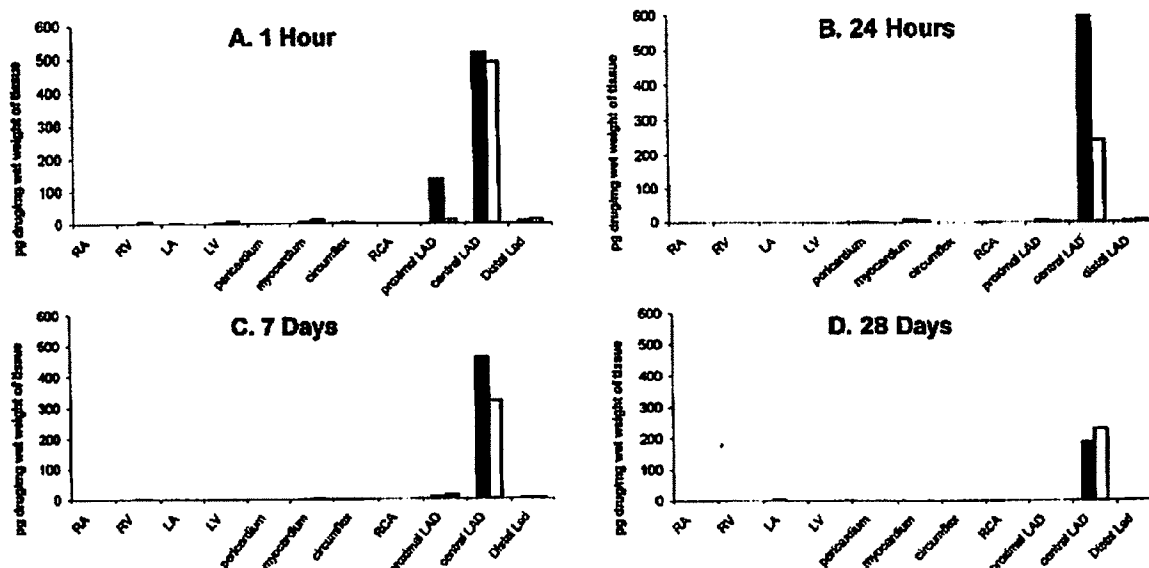 A. 1 Hour
pg drug/mg wet weight of tissue
600
500
400
300
200
100
0
RA
RV
LA
LV
pericardium
myocardium
circumflex
RCA
proximal LAD
central LAD
Distal Lad
B. 24 Hours
pg drug/mg wet weight of tissue
600
500
400
300
200
100
0
RA
RV
LA
LV
pericardium
myocardium
circumflex
RCA
proximal LAD
central LAD
distal LAD
C. 7 Days
pg drug/mg wet weight of tissue
600
500
400
300
200
100
0
RA
RV
LA
LV
pericardium
myocardium
circumflex
RCA
proximal LAD
central LAD
Distal Lad
D. 28 Days
pg drug/mg wet weight of tissue
600
500
400
300
200
100
0
RA
RV
LA
LV
pericardium
myocardium
circumflex
RCA
proximal LAD
central LAD
Distal Lad